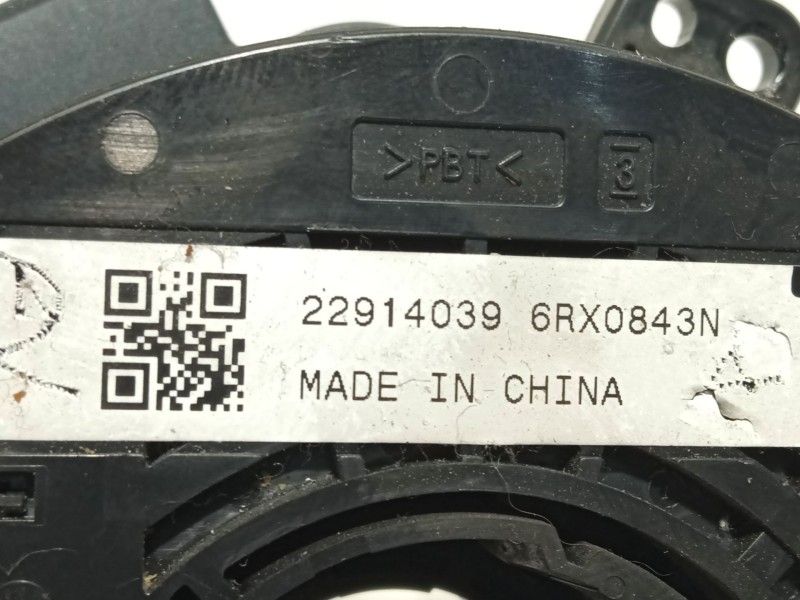 >PBT<
3
22914039 6RX0843N
MADE IN CHINA